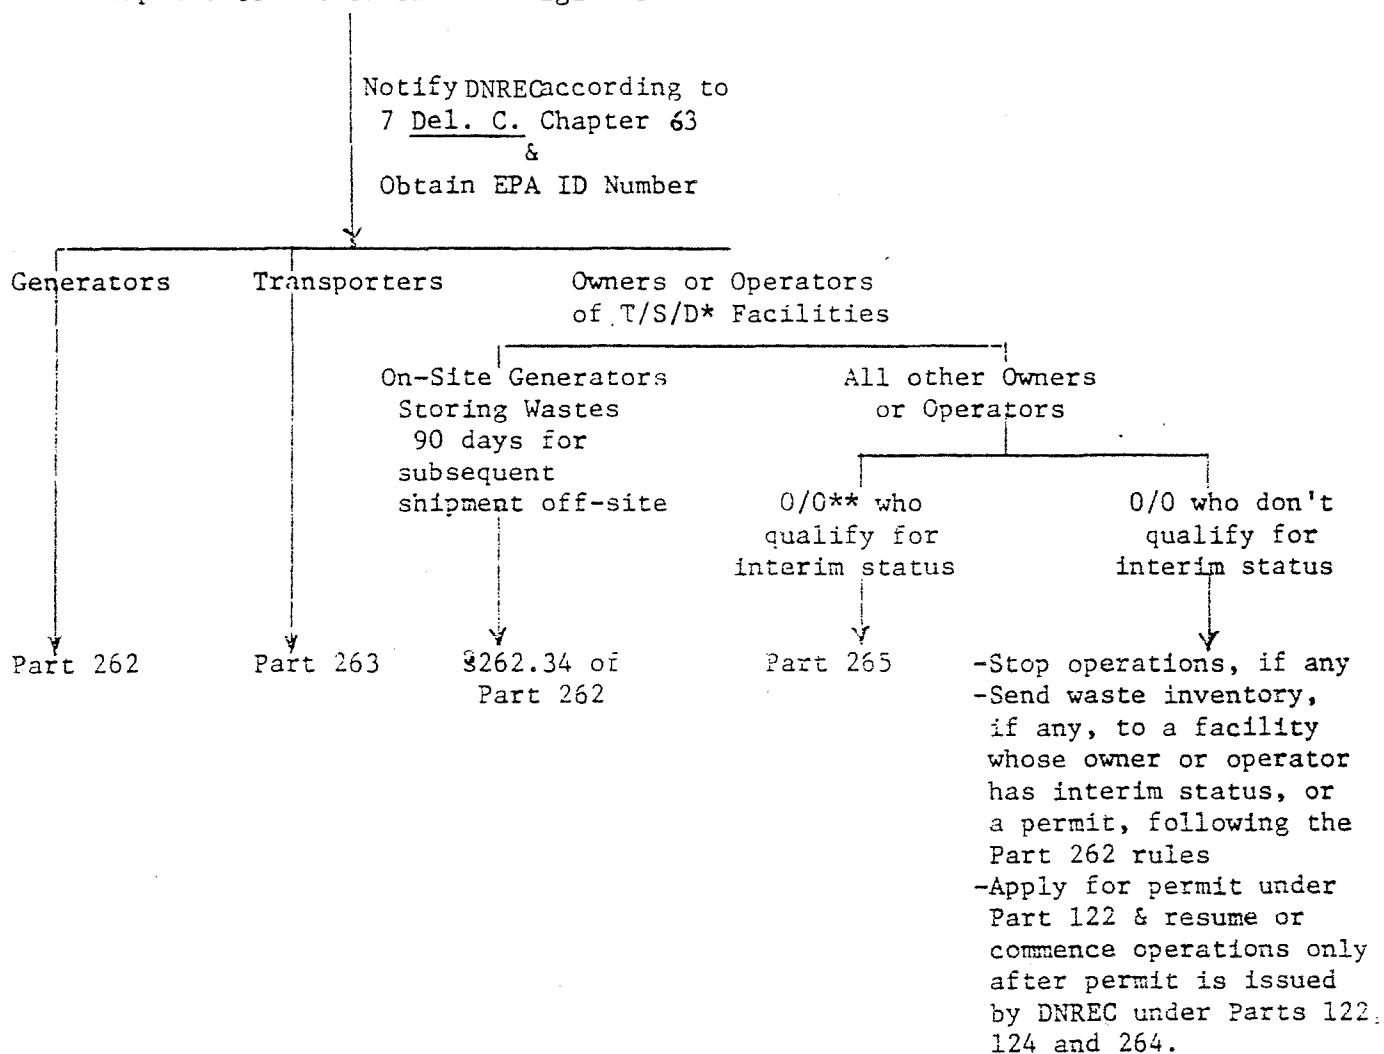 Notify DNREC according to
7 Del. C. Chapter 63
&
Obtain EPA ID Number
Generators
Transporters
Owners or Operators
of T/S/D* Facilities
On-Site Generators
Storing Wastes
90 days for
subsequent
shipment off-site
All other Owners
or Operators
O/O** who
qualify for
interim status
O/O who don't
qualify for
interim status
Part 262
Part 263
§262.34 of
Part 262
Part 265
-Stop operations, if any
-Send waste inventory,
if any, to a facility
whose owner or operator
has interim status, or
a permit, following the
Part 262 rules
-Apply for permit under
Part 122 & resume or
commence operations only
after permit is issued
by DNREC under Parts 122,
124 and 264.